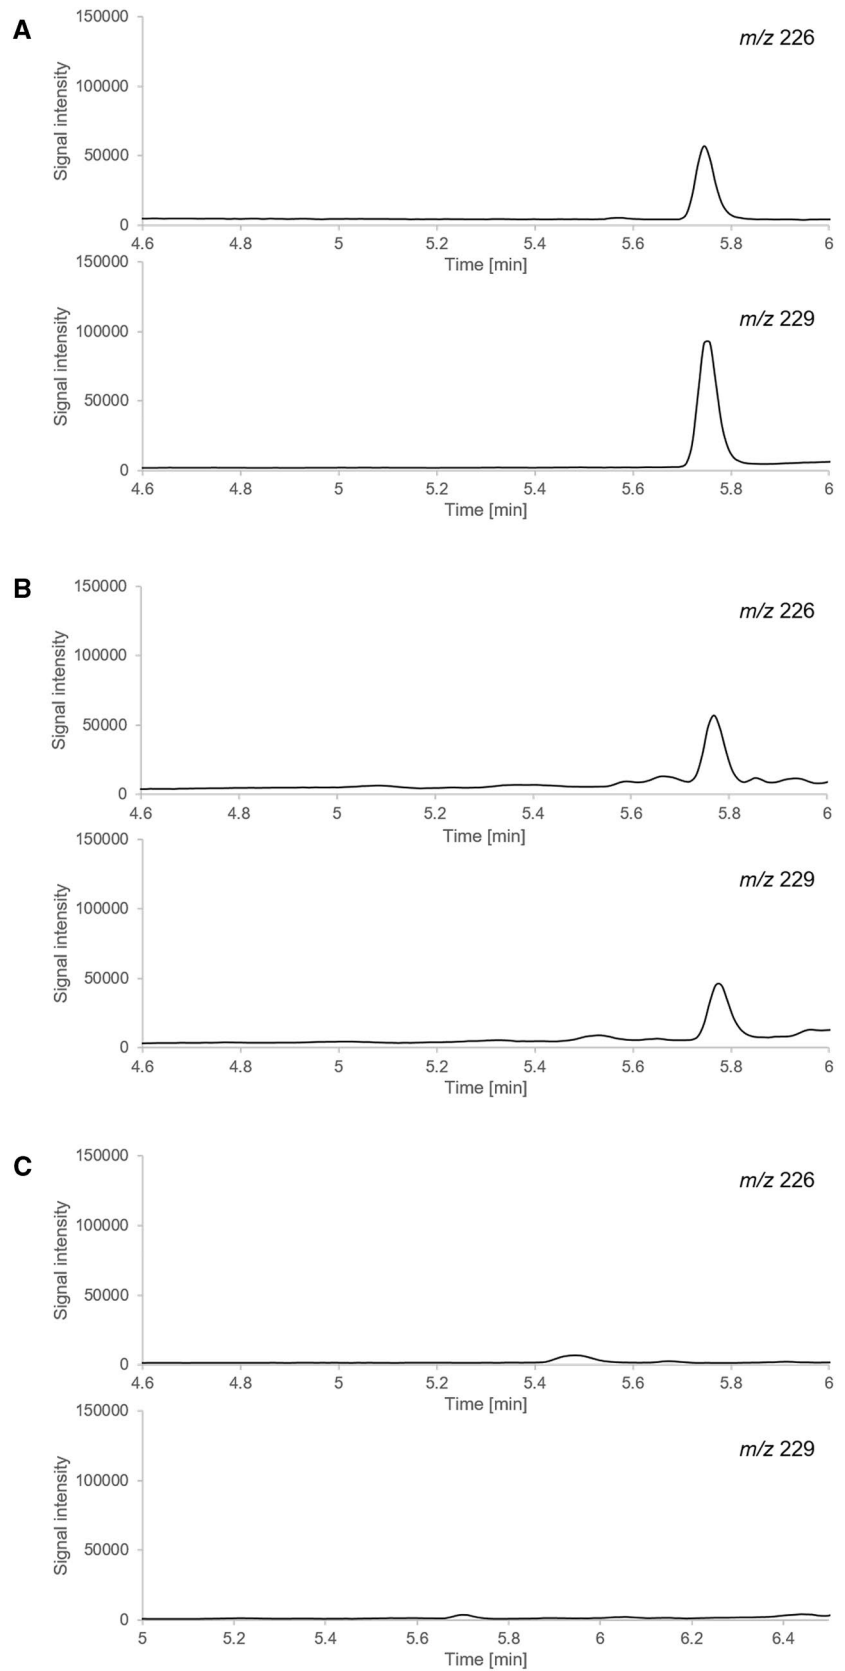 A
150000
m/z 226
100000
Signal intensity
50000
0
4.6 4.8 5 5.2 5.4 5.6 5.8 6
Time [min]
150000
m/z 229
100000
Signal intensity
50000
0
4.6 4.8 5 5.2 5.4 5.6 5.8 6
Time [min]
B
150000
m/z 226
100000
Signal intensity
50000
0
4.6 4.8 5 5.2 5.4 5.6 5.8 6
Time [min]
150000
m/z 229
100000
Signal intensity
50000
0
4.6 4.8 5 5.2 5.4 5.6 5.8 6
Time [min]
C
150000
m/z 226
100000
Signal intensity
50000
0
4.6 4.8 5 5.2 5.4 5.6 5.8 6
Time [min]
150000
m/z 229
100000
Signal intensity
50000
0
5 5.2 5.4 5.6 5.8 6 6.2 6.4
Time [min]